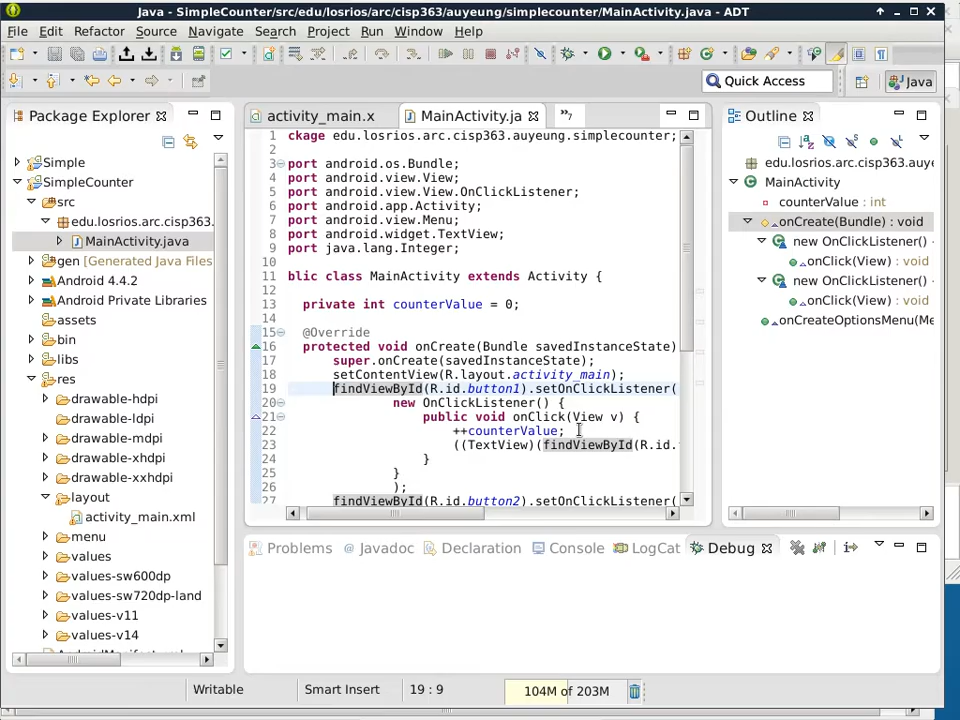 Java - SimpleCounter/src/edu/losrios/arc/cisp363/auyeung/simplecounter/MainActivity.java - ADT
File Edit Refactor Source Navigate Search Project Run Window Help
Quick Access
Java
Package Explorer
Simple
SimpleCounter
src
edu.losrios.arc.cisp363.
MainActivity.java
gen [Generated Java Files
Android 4.4.2
Android Private Libraries
assets
bin
libs
res
drawable-hdpi
drawable-ldpi
drawable-mdpi
drawable-xhdpi
drawable-xxhdpi
layout
activity_main.xml
menu
values
values-sw600dp
values-sw720dp-land
values-v11
values-v14
activity_main.x
MainActivity.ja
»7
1 ckage edu.losrios.arc.cisp363.auyeung.simplecounter;
2
3 port android.os.Bundle;
4 port android.view.View;
5 port android.view.View.OnClickListener;
6 port android.app.Activity;
7 port android.view.Menu;
8 port android.widget.TextView;
9 port java.lang.Integer;
10
11 blic class MainActivity extends Activity {
12
13 private int counterValue = 0;
14
15 @Override
16 protected void onCreate(Bundle savedInstanceState)
17 super.onCreate(savedInstanceState);
18 setContentView(R.layout.activity_main);
19 findViewById(R.id.button1).setOnClickListener(
20 new OnClickListener() {
21 public void onClick(View v) {
22 ++counterValue;
23 ((TextView)(findViewById(R.id.
24 }
25 }
26 );
27 findViewById(R.id.button2).setOnClickListener(
Outline
edu.losrios.arc.cisp363.auye
MainActivity
counterValue : int
onCreate(Bundle) : void
new OnClickListener() {
onClick(View) : void
new OnClickListener() {
onClick(View) : void
onCreateOptionsMenu(Me
Problems
@ Javadoc
Declaration
Console
LogCat
Debug
Writable
Smart Insert
19 : 9
104M of 203M